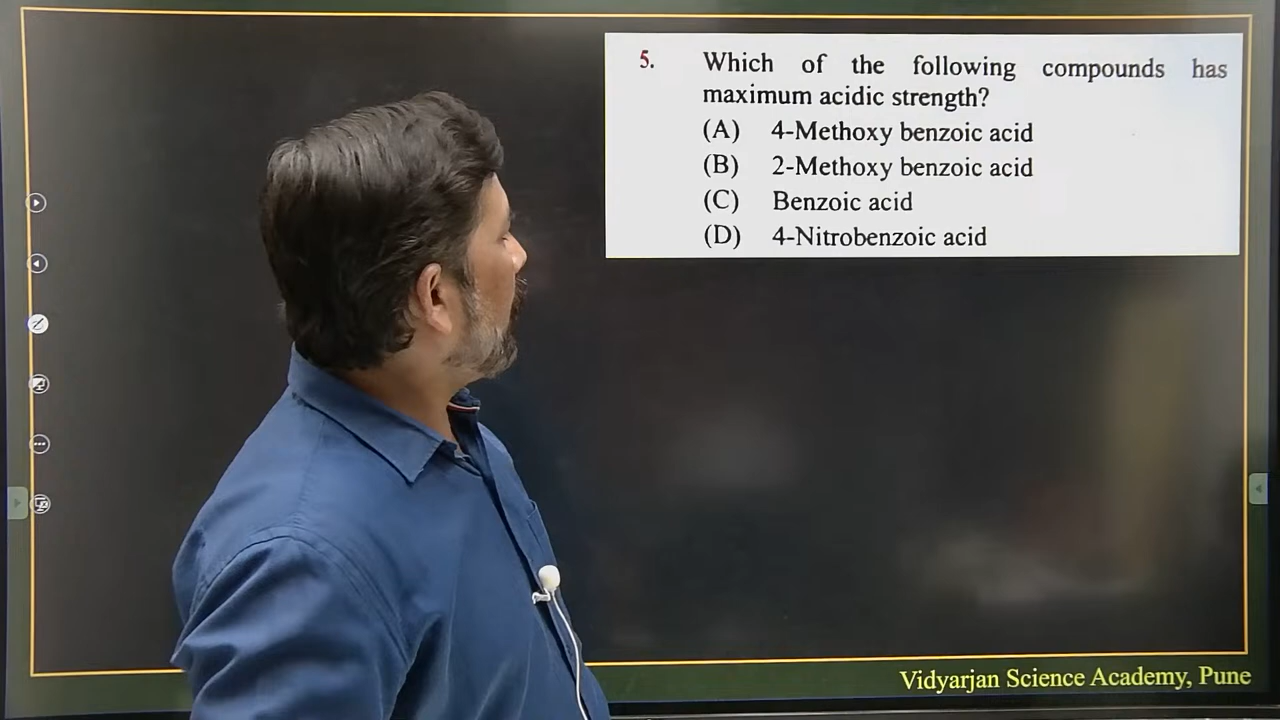 5. Which of the following compounds has
maximum acidic strength?
(A) 4-Methoxy benzoic acid
(B) 2-Methoxy benzoic acid
(C) Benzoic acid
(D) 4-Nitrobenzoic acid
Vidyarjan Science Academy, Pune